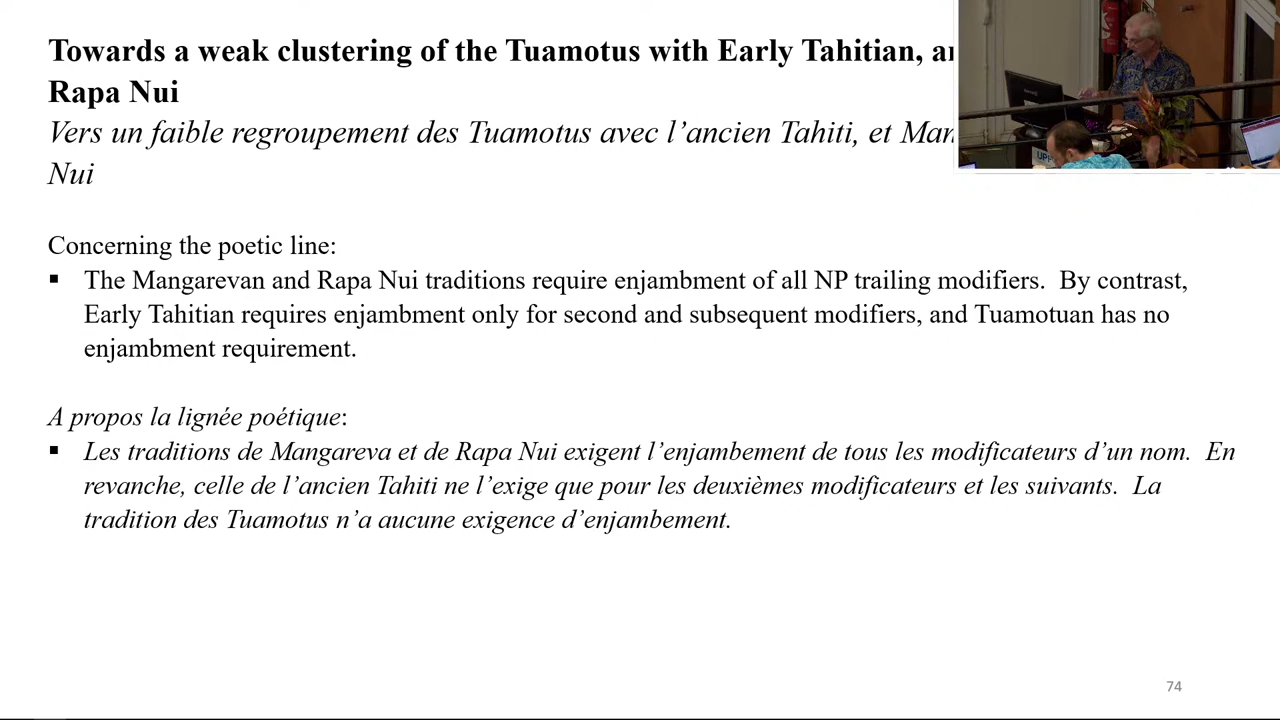 Towards a weak clustering of the Tuamotus with Early Tahitian,
Rapa Nui
Vers un faible regroupement des Tuamotus avec l’ancien Tahiti, et
Nui
Concerning the poetic line:
▪ The Mangarevan and Rapa Nui traditions require enjambment of all NP trailing modifiers. By contrast,
Early Tahitian requires enjambment only for second and subsequent modifiers, and Tuamotuan has no
enjambment requirement.
A propos la lignée poétique:
▪ Les traditions de Mangareva et de Rapa Nui exigent l’enjambement de tous les modificateurs d’un nom. En
revanche, celle de l’ancien Tahiti ne l’exige que pour les deuxièmes modificateurs et les suivants. La
tradition des Tuamotus n’a aucune exigence d’enjambement.
74